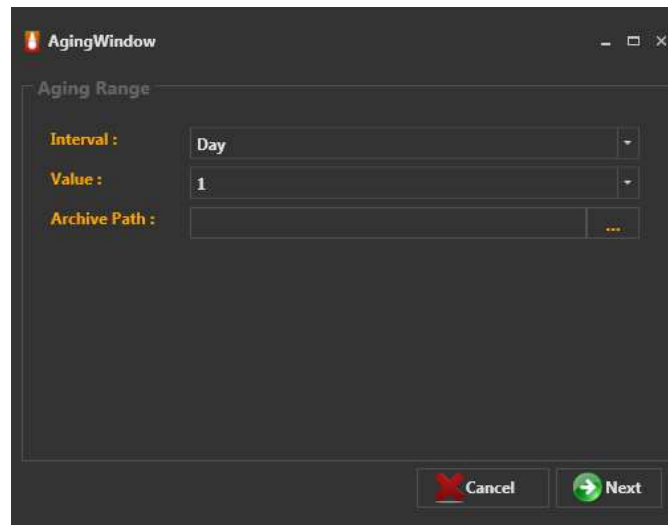 AgingWindow
Aging Range
Interval :
Day
Value :
1
Archive Path :
...
Cancel
Next